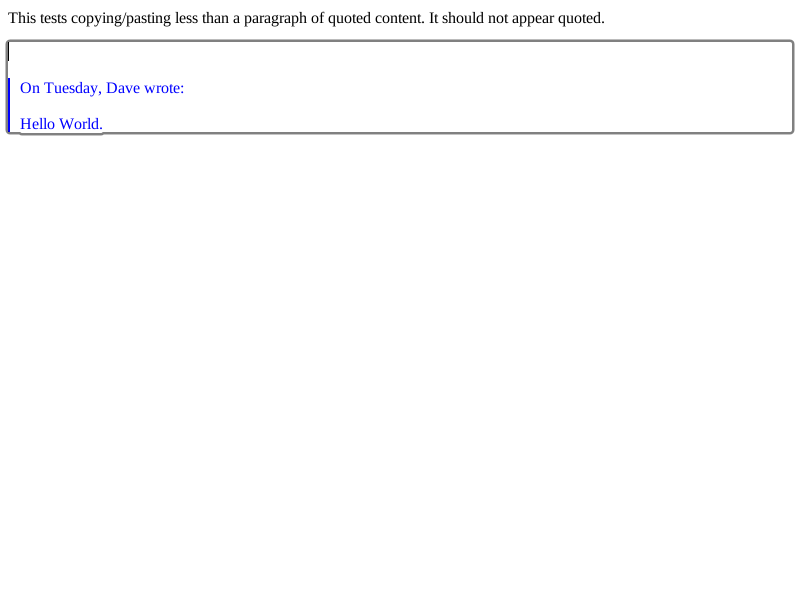 This tests copying/pasting less than a paragraph of quoted content. It should not appear quoted.
On Tuesday, Dave wrote:
Hello World.